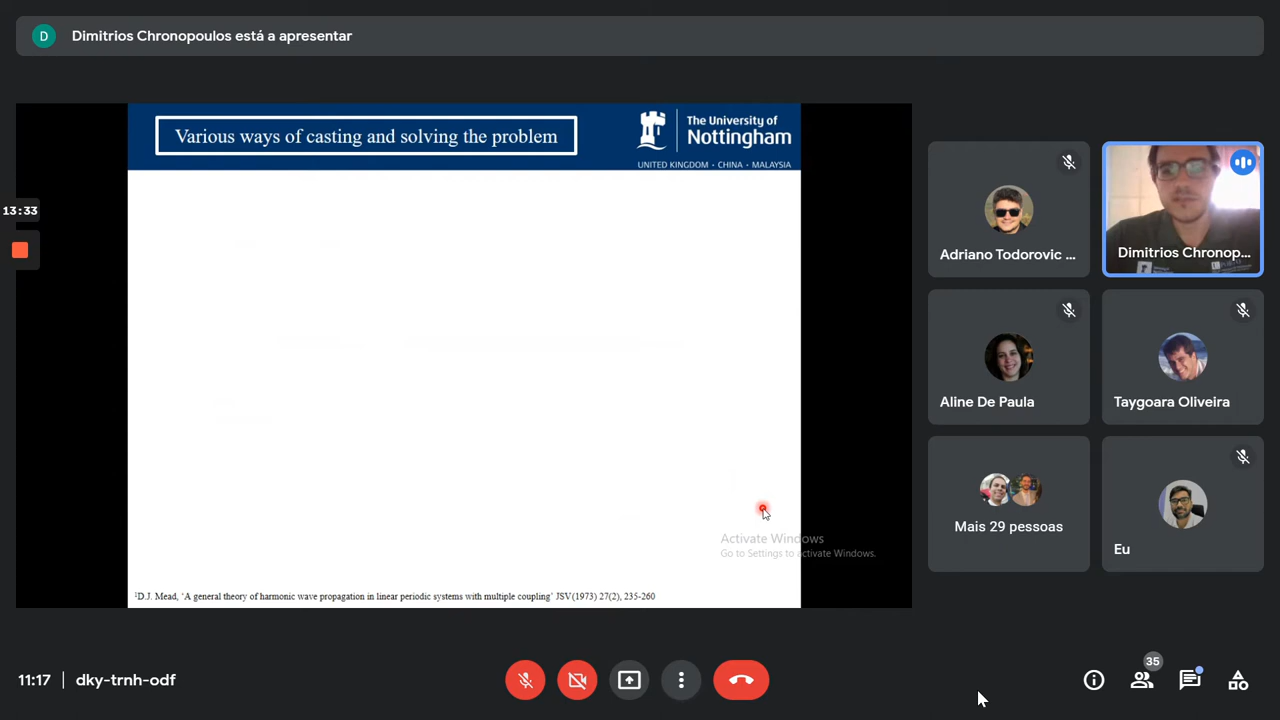 D
Dimitrios Chronopoulos está a apresentar
Various ways of casting and solving the problem
The University of
Nottingham
UNITED KINGDOM · CHINA · MALAYSIA
13:33
Adriano Todorovic ...
Dimitrios Chronop...
Aline De Paula
Taygoara Oliveira
Mais 29 pessoas
Eu
Activate Windows
Go to Settings to activate Windows.
¹D.J. Mead, ‘A general theory of harmonic wave propagation in linear periodic systems with multiple coupling’ JSV(1973) 27(2), 235-260
11:17 | dky-trnh-odf
35